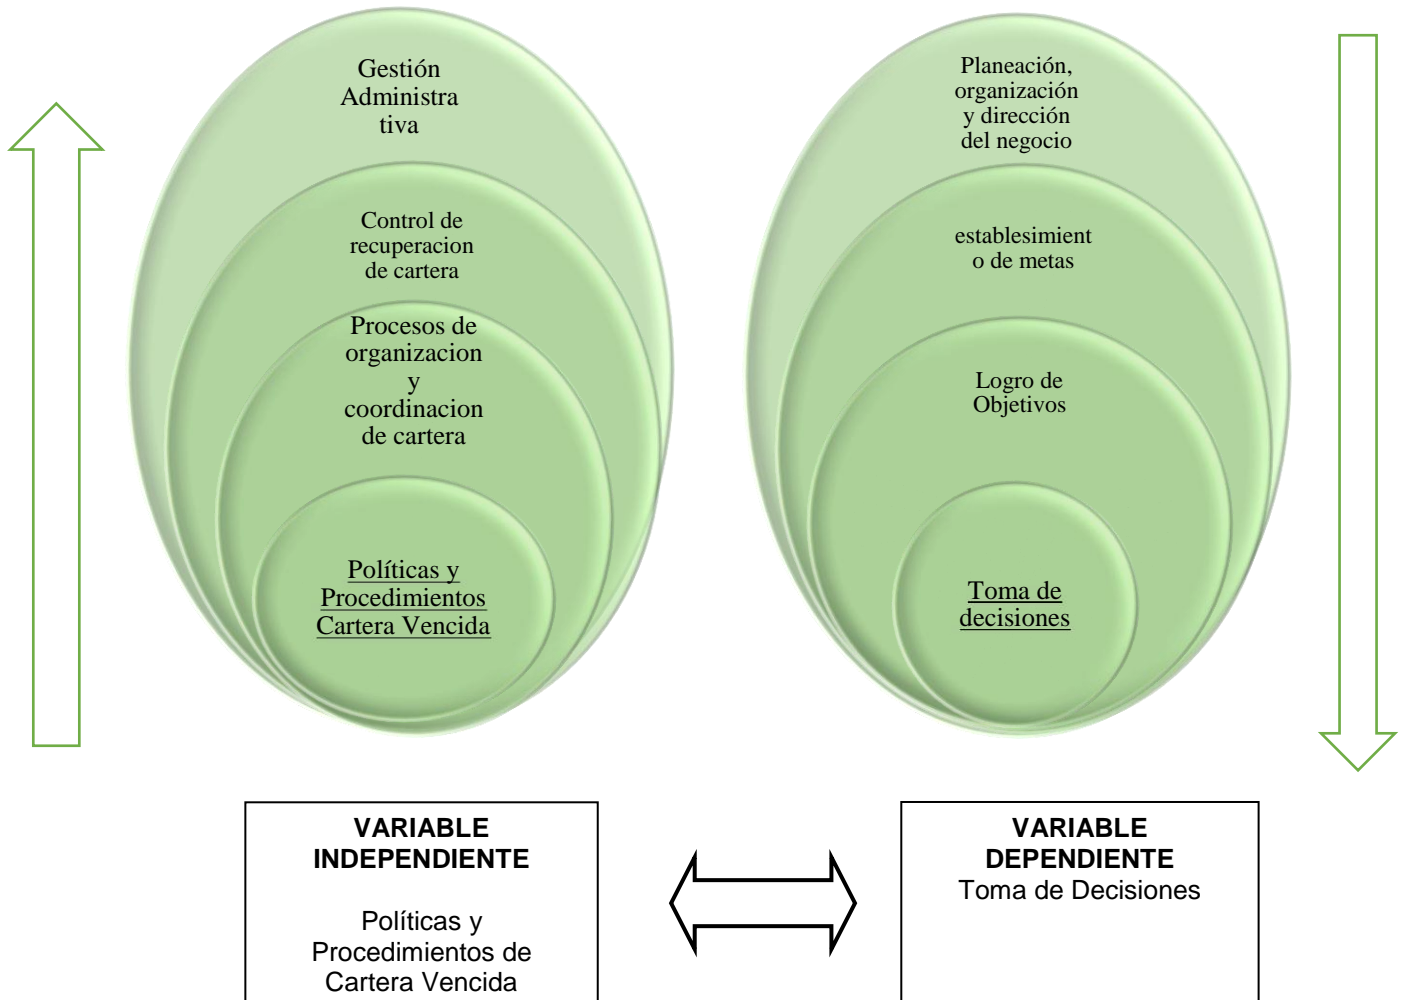 Gestión
Administra
tiva
Control de
recuperacion
de cartera
Procesos de
organizacion
y
coordinacion
de cartera
Políticas y
Procedimientos
Cartera Vencida
Planeación,
organización
y dirección
del negocio
establesimient
o de metas
Logro de
Objetivos
Toma de
decisiones
VARIABLE
INDEPENDIENTE
Políticas y
Procedimientos de
Cartera Vencida
VARIABLE
DEPENDIENTE
Toma de Decisiones